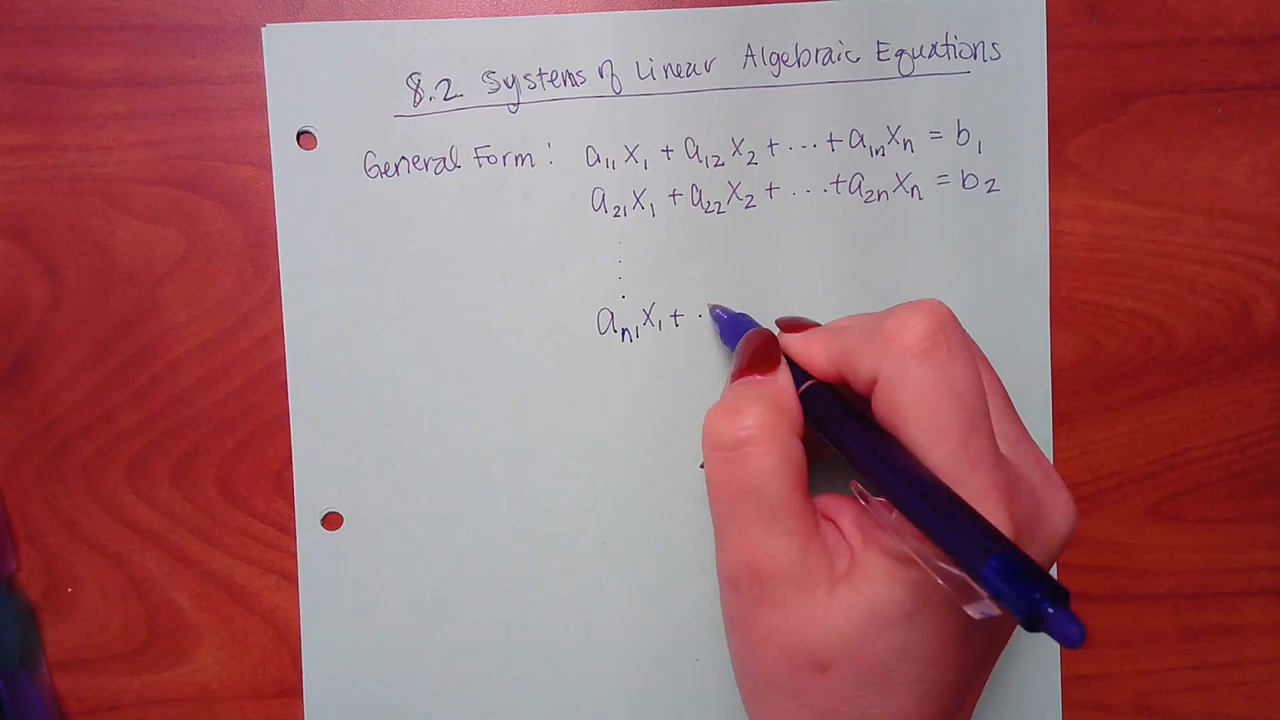 8.2 Systems of Linear Algebraic Equations
General Form: a₁₁x₁ + a₁₂x₂ + ... + a₁ₙxₙ = b₁
a₂₁x₁ + a₂₂x₂ + ... + a₂ₙxₙ = b₂
⋮
aₙ₁x₁ + ·